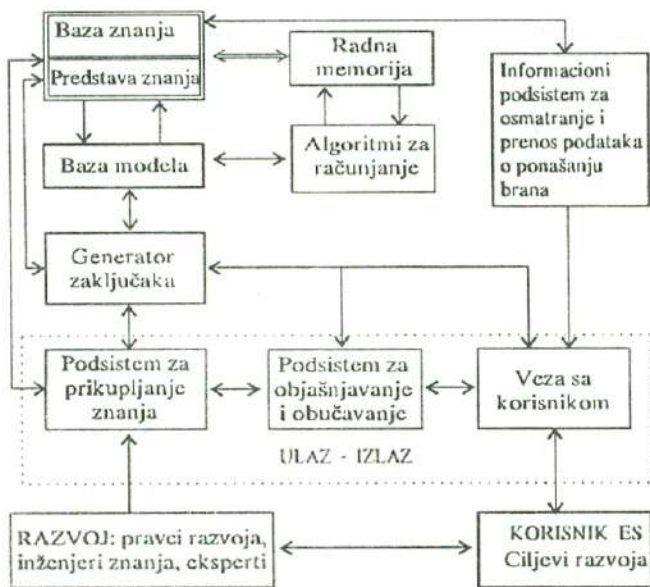 Baza znanja
Predstava znanja
Radna
memorija
Informacioni
podsistem za
osmatranje i
prenos podataka
o ponašanju
brana
Baza modela
Algoritmi za
računjanje
Generator
zaključaka
Podsistem za
prikupljanje
znanja
Podsistem za
objašnjavanje
i obučavanje
Veza sa
korisnikom
ULAZ - IZLAZ
RAZVOJ: pravci razvoja,
inženjeri znanja, eksperti
KORISNIK ES
Ciljevi razvoja